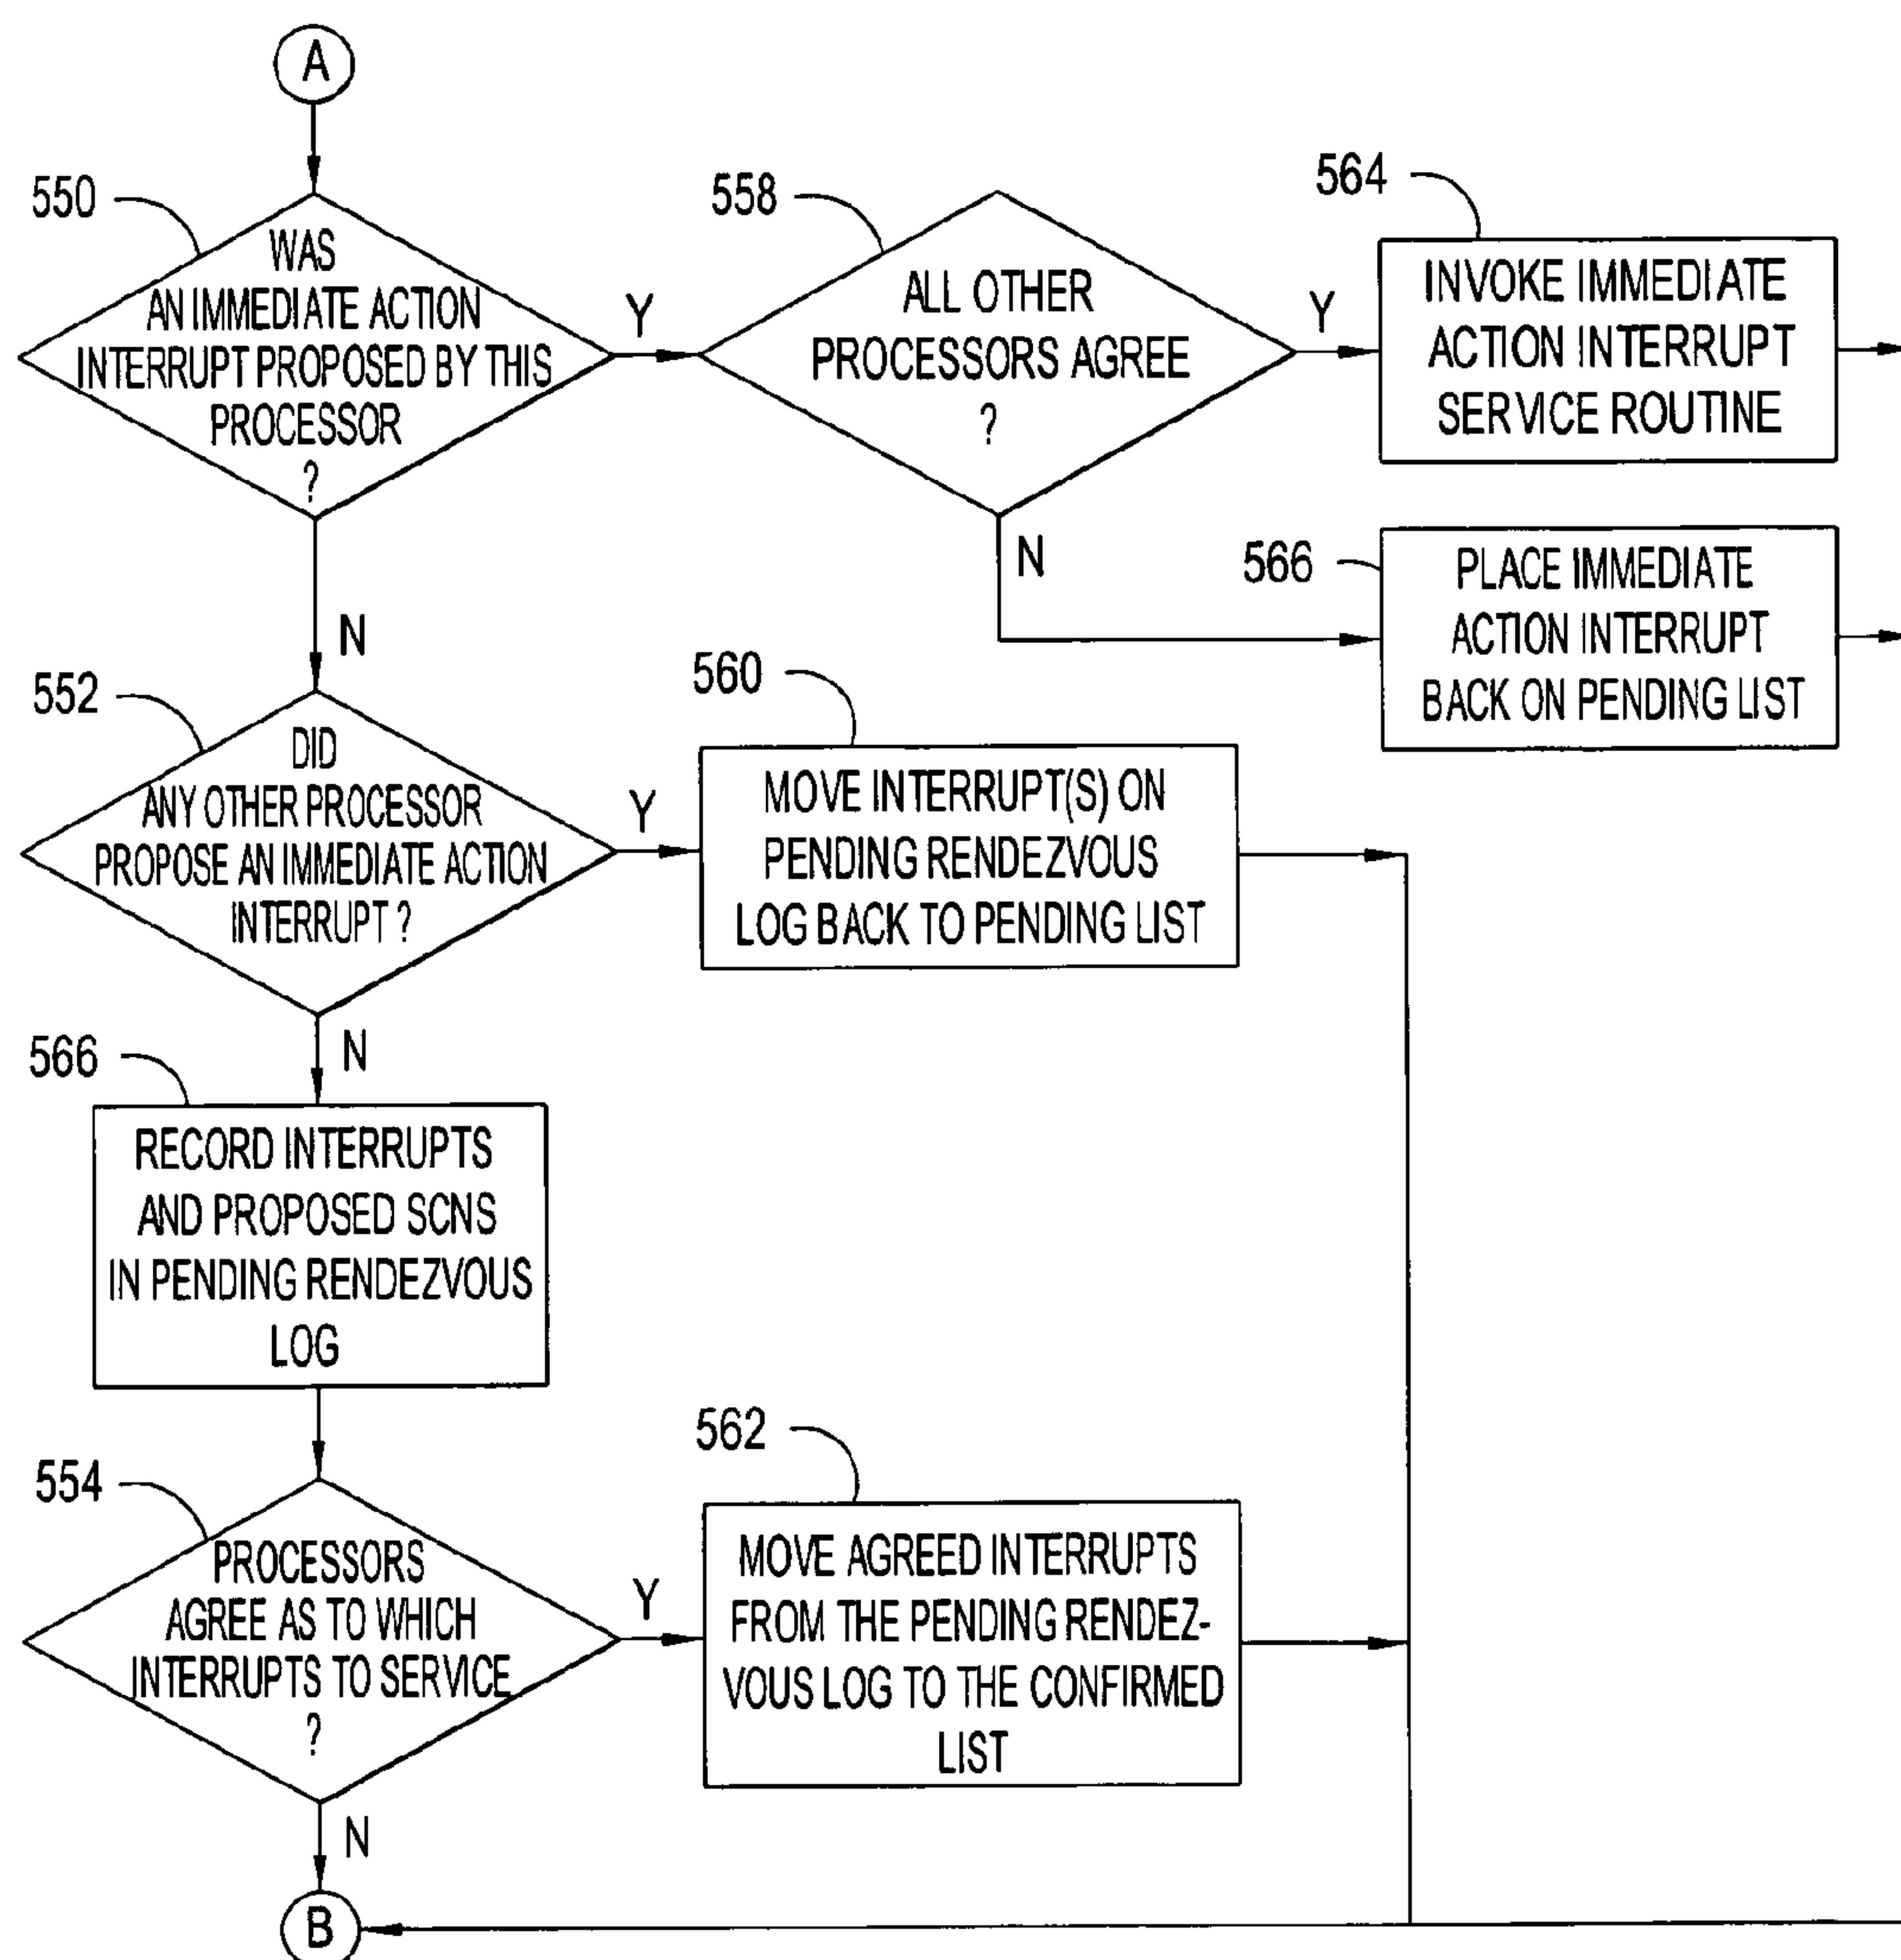 A
550
WAS
AN IMMEDIATE ACTION
INTERRUPT PROPOSED BY THIS
PROCESSOR
?
Y
N
558
ALL OTHER
PROCESSORS AGREE
?
Y
N
564
INVOKE IMMEDIATE
ACTION INTERRUPT
SERVICE ROUTINE
566
PLACE IMMEDIATE
ACTION INTERRUPT
BACK ON PENDING LIST
552
DID
ANY OTHER PROCESSOR
PROPOSE AN IMMEDIATE ACTION
INTERRUPT ?
Y
N
560
MOVE INTERRUPT(S) ON
PENDING RENDEZVOUS
LOG BACK TO PENDING LIST
566
RECORD INTERRUPTS
AND PROPOSED SCNS
IN PENDING RENDEZVOUS
LOG
554
PROCESSORS
AGREE AS TO WHICH
INTERRUPTS TO SERVICE
?
Y
N
562
MOVE AGREED INTERRUPTS
FROM THE PENDING RENDEZ-
VOUS LOG TO THE CONFIRMED
LIST
B